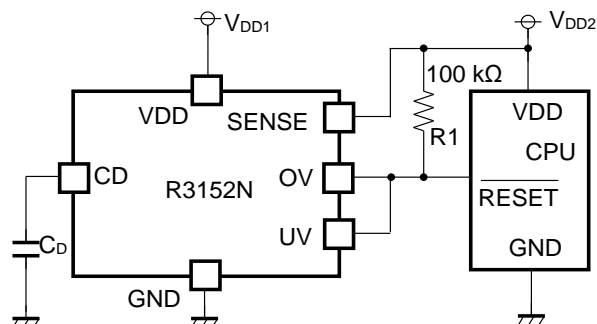 VDD1
VDD2
100 kΩ
R1
VDD
SENSE
VDD
CPU
CD
R3152N
OV
RESET
CD
UV
GND
GND